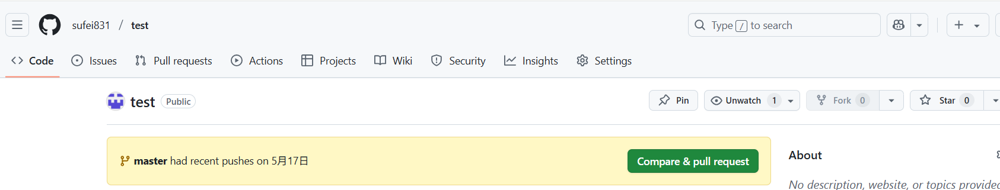 sufei831 / test
Type / to search
Code Issues Pull requests Actions Projects Wiki Security Insights Settings
test Public
Pin Unwatch 1 Fork 0 Star 0
master had recent pushes on 5月17日
Compare & pull request
About
No description, website, or topics provided